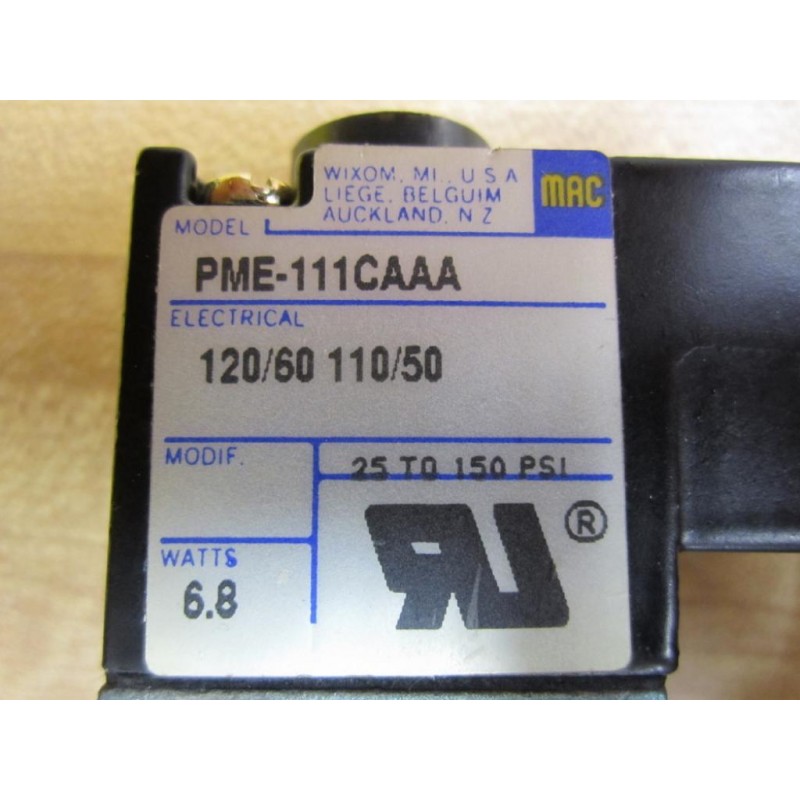 WIXOM, MI., U S A
LIEGE, BELGUIM
AUCKLAND, N Z
MAC
MODEL
PME-111CAAA
ELECTRICAL
120/60 110/50
MODIF.
25 TO 150 PSI
WATTS
6.8
RU ®